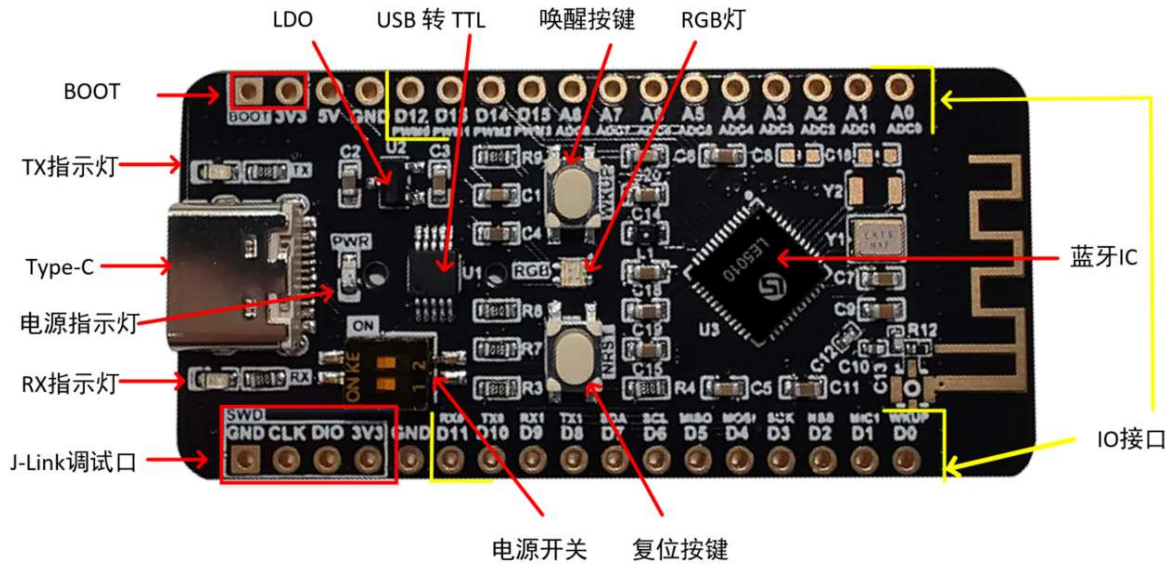 LDO
USB 转 TTL
唤醒按键
RGB灯
BOOT
BOOT 3V3 5V GND D12 D13 D14 D15 A8 A7 A6 A5 A4 A3 A2 A1 A0
PWM0 PWM1 PWM2 PWM3 ADC7 ADC5 ADC4 ADC3 ADC2 ADC1 ADC0
TX指示灯
TX
C2
U2
C3
R9
C1
C4
WKUP
C14
C6
C8
Y2
Y1
Type-C
PWR
U1
RGB
LE5010
U3
C7
C9
蓝牙IC
电源指示灯
ON
R7
C19
C15
NRST
C12
C10
R12
C13
RX指示灯
RX
ON KE
1 2
R3
R4
C5
C11
SWD
GND CLK DIO 3V3 GND D11 D10 D9 D8 D7 D6 D5 D4 D3 D2 D1 D0
RX0 TX0 RX1 TX1 SDA SCL MISO MOSI SCK NSS MIC1 WKUP
J-Link调试口
IO接口
电源开关
复位按键